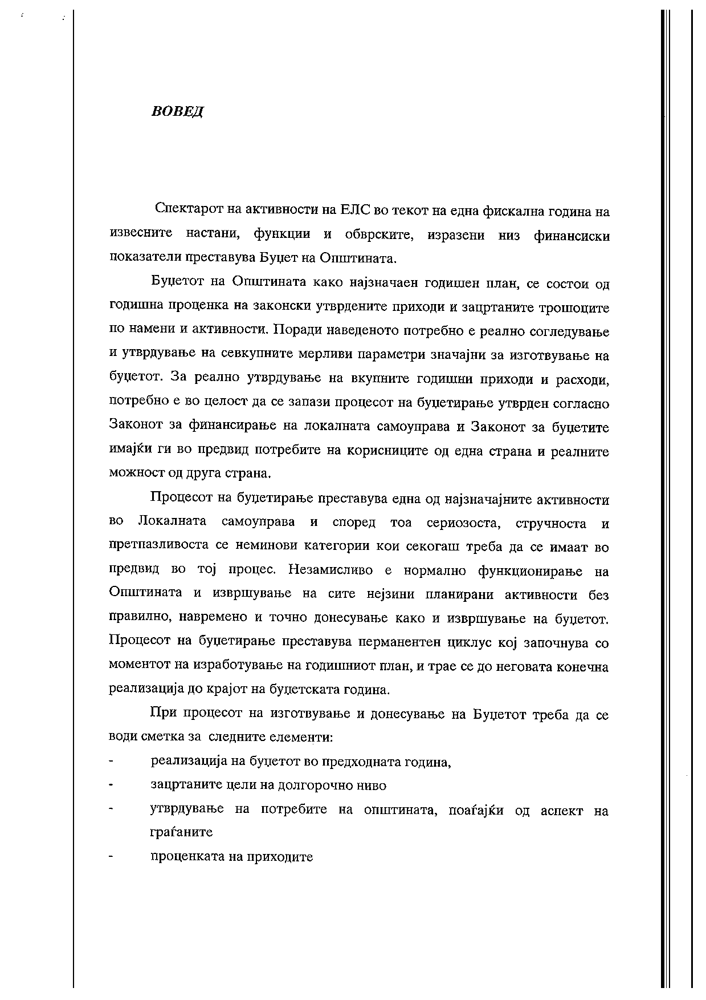 ВОВЕД
Спектарот на активности на ЕЛС во текот на една фискална година на
извесните настани, функции и обврските, изразени низ финансиски
показатели преставува Буџет на Општината.
Буџетот на Општината како најзначаен годишен план, се состои од
годишна проценка на законски утврдените приходи и зацртаните трошоците
по намени и активности. Поради наведеното потребно е реално согледување
и утврдување на севкупните мерливи параметри значајни за изготвување на
буџетот. За реално утврдување на вкупните годишни приходи и расходи,
потребно е во целост да се запази процесот на буџетирање утврден согласно
Законот за финансирање на локалната самоуправа и Законот за буџетите
имајќи ги во предвид потребите на корисниците од една страна и реалните
можност од друга страна.
Процесот на буџетирање преставува една од најзначајните активности
во Локалната самоуправа и според тоа сериозоста, стручноста и
претпазливоста се неминови категории кои секогаш треба да се имаат во
предвид во тој процес. Незамисливо е нормално функционирање на
Општината и извршување на сите нејзини планирани активности без
правилно, навремено и точно донесување како и извршување на буџетот.
Процесот на буџетирање преставува перманентен циклус кој започнува со
моментот на изработување на годишниот план, и трае се до неговата конечна
реализација до крајот на буџетската година.
При процесот на изготвување и донесување на Буџетот треба да се
води сметка за следните елементи:
- реализација на буџетот во предходната година,
- зацртаните цели на долгорочно ниво
- утврдување на потребите на општината, поаѓајќи од аспект на
граѓаните
- проценката на приходите